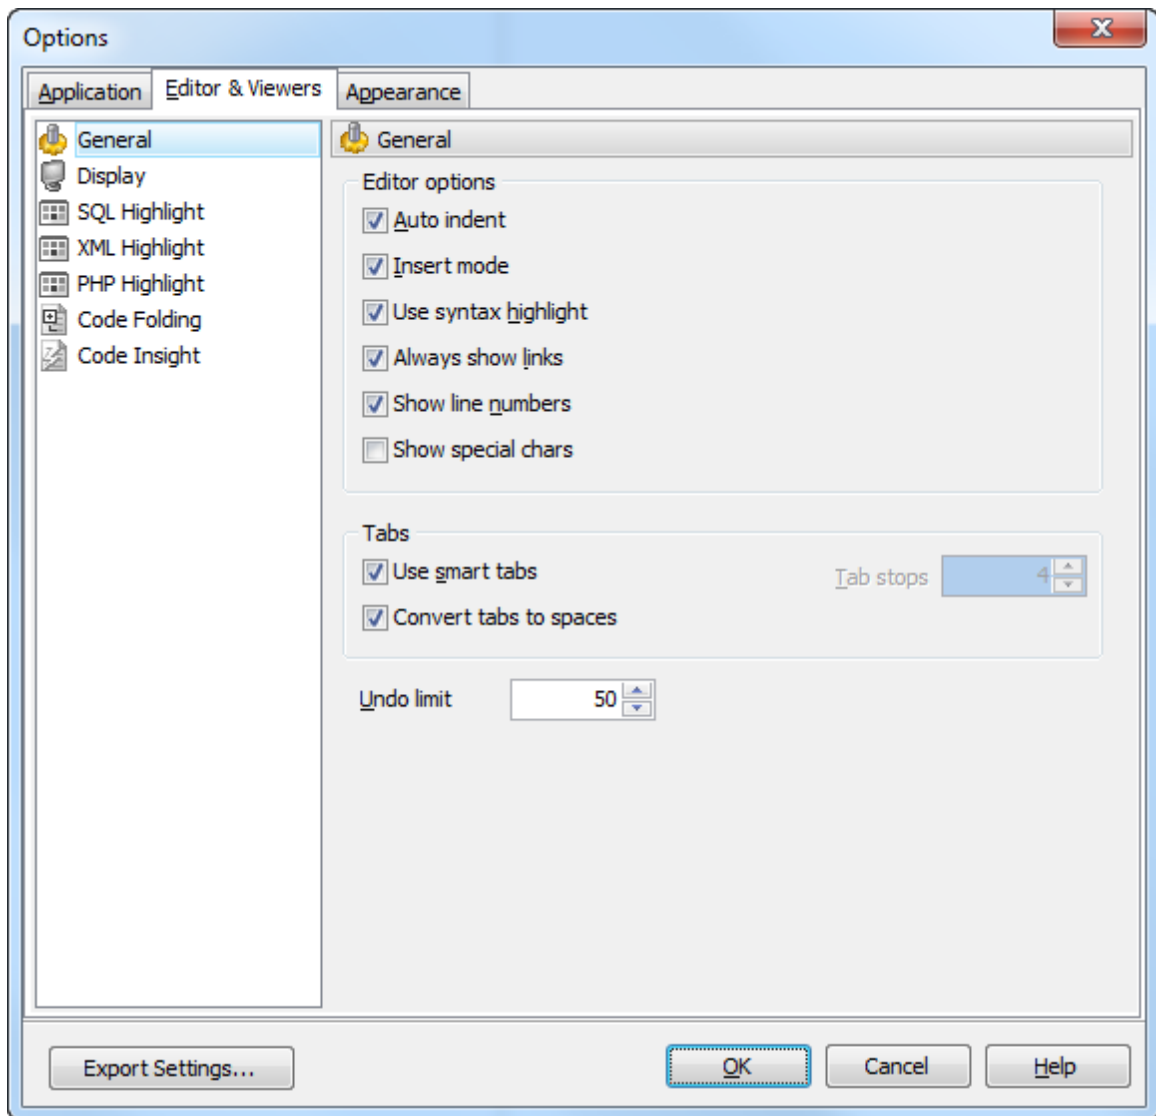 Options
Application
Editor & Viewers
Appearance
General
Display
SQL Highlight
XML Highlight
PHP Highlight
Code Folding
Code Insight
General
Editor options
Auto indent
Insert mode
Use syntax highlight
Always show links
Show line numbers
Show special chars
Tabs
Use smart tabs
Tab stops 4
Convert tabs to spaces
Undo limit 50
Export Settings...
OK
Cancel
Help